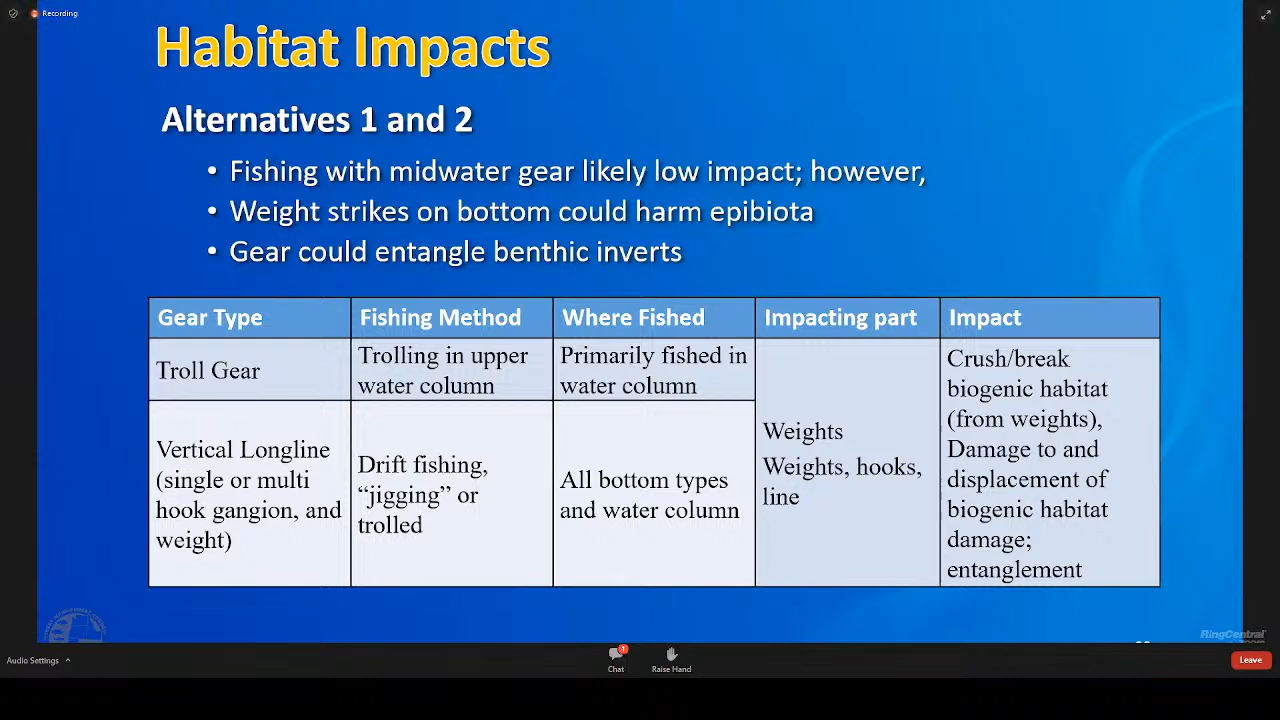 Recording
Habitat Impacts
Alternatives 1 and 2
• Fishing with midwater gear likely low impact; however,
• Weight strikes on bottom could harm epibiota
• Gear could entangle benthic inverts
Gear Type
Fishing Method
Where Fished
Impacting part
Impact
Troll Gear
Trolling in upper
water column
Primarily fished in
water column
Vertical Longline
(single or multi
hook gangion, and
weight)
Drift fishing,
“jigging” or
trolled
All bottom types
and water column
Weights
Weights, hooks,
line
Crush/break
biogenic habitat
(from weights),
Damage to and
displacement of
biogenic habitat
damage;
entanglement
RingCentral
Audio Settings
1
Chat
Raise Hand
Leave